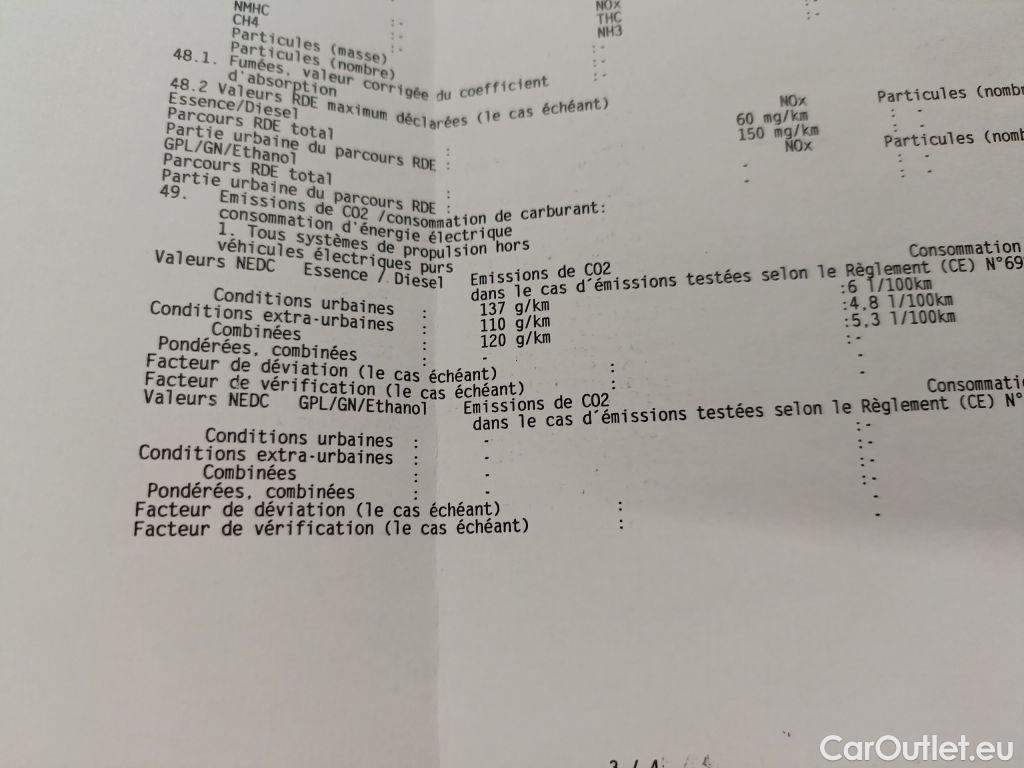 NMHC NOx :-
CH4 :- THC :-
Particules (masse) :- NH3
Particules (nombre) :-
48.1. Fumées, valeur corrigée du coefficient :-
d'absorption :-
48.2 Valeurs RDE maximum déclarées (le cas échéant)
Essence/Diesel NOx Particules (nombr
Parcours RDE total : 60 mg/km : -
Partie urbaine du parcours RDE : 150 mg/km : -
GPL/GN/Ethanol NOx Particules (nomb
Parcours RDE total : - : -
Partie urbaine du parcours RDE : - : -
49. Emissions de CO2 /consommation de carburant:
consommation d'énergie électrique
1. Tous systèmes de propulsion hors
véhicules électriques purs
Valeurs NEDC Essence / Diesel Emissions de CO2 Consommation
dans le cas d´émissions testées selon le Règlement (CE) N°69
Conditions urbaines : 137 g/km :6 l/100km
Conditions extra-urbaines : 110 g/km :4,8 l/100km
Combinées : 120 g/km :5,3 l/100km
Pondérées, combinées : - :-
Facteur de déviation (le cas échéant) : -
Facteur de vérification (le cas échéant) : -
Valeurs NEDC GPL/GN/Ethanol Emissions de CO2 Consommatio
dans le cas d´émissions testées selon le Règlement (CE) N°
Conditions urbaines : - :-
Conditions extra-urbaines : - :-
Combinées : - :-
Pondérées, combinées : - :-
Facteur de déviation (le cas échéant) : -
Facteur de vérification (le cas échéant) : -
3 / 4
CarOutlet.eu